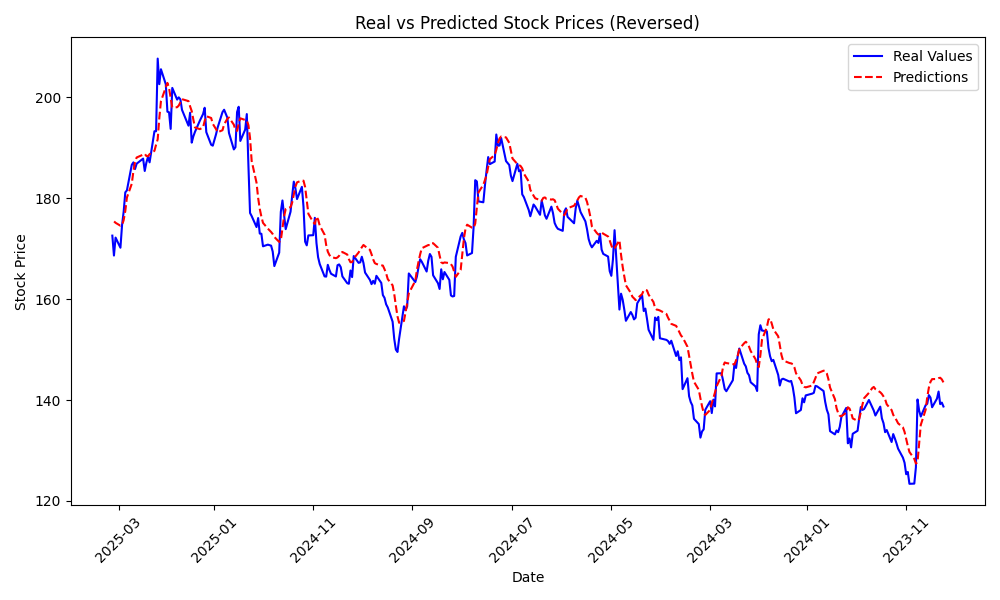 Real vs Predicted Stock Prices (Reversed)
Real Values
Predictions
Stock Price
200
180
160
140
120
2025-03
2025-01
2024-11
2024-09
2024-07
2024-05
2024-03
2024-01
2023-11
Date